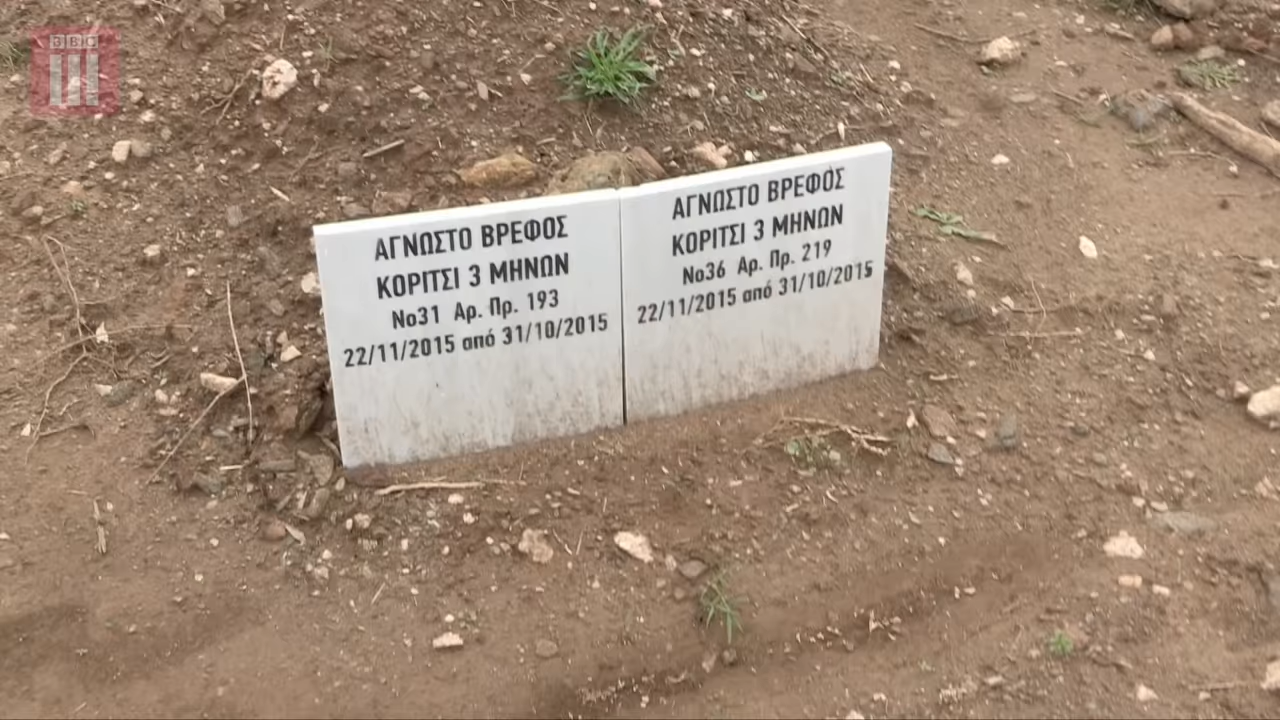 BBC
ΑΓΝΩΣΤΟ ΒΡΕΦΟΣ
ΚΟΡΙΤΣΙ 3 ΜΗΝΩΝ
Νο31 Αρ. Πρ. 193
22/11/2015 από 31/10/2015
ΑΓΝΩΣΤΟ ΒΡΕΦΟΣ
ΚΟΡΙΤΣΙ 3 ΜΗΝΩΝ
Νο36 Αρ. Πρ. 219
22/11/2015 από 31/10/2015